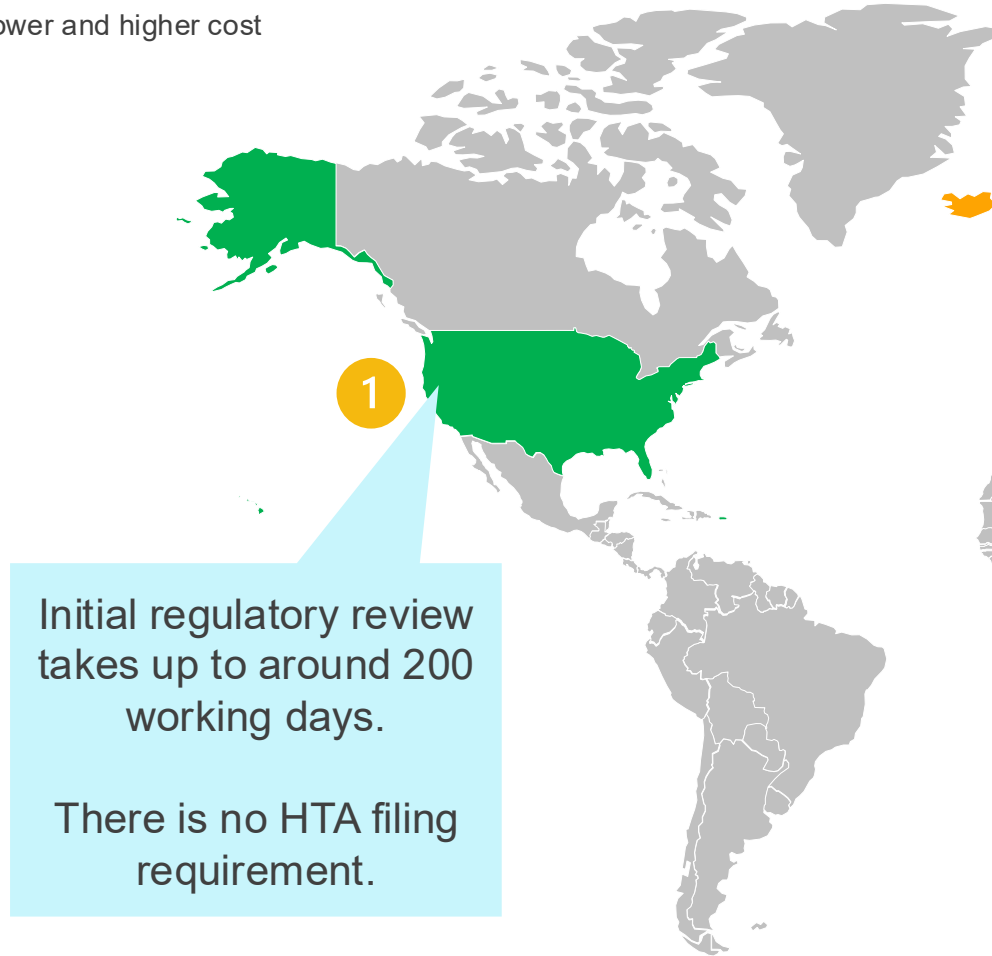 ower and higher cost
1
Initial regulatory review
takes up to around 200
working days.
There is no HTA filing
requirement.